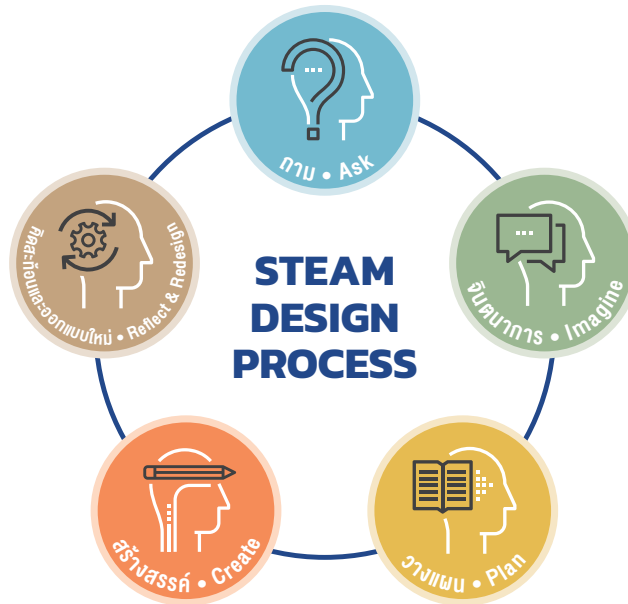 ถาม • Ask
จินตนาการ • Imagine
วางแผน • Plan
สร้างสรรค์ • Create
คิดสะท้อนและออกแบบใหม่ • Reflect & Redesign
STEAM
DESIGN
PROCESS